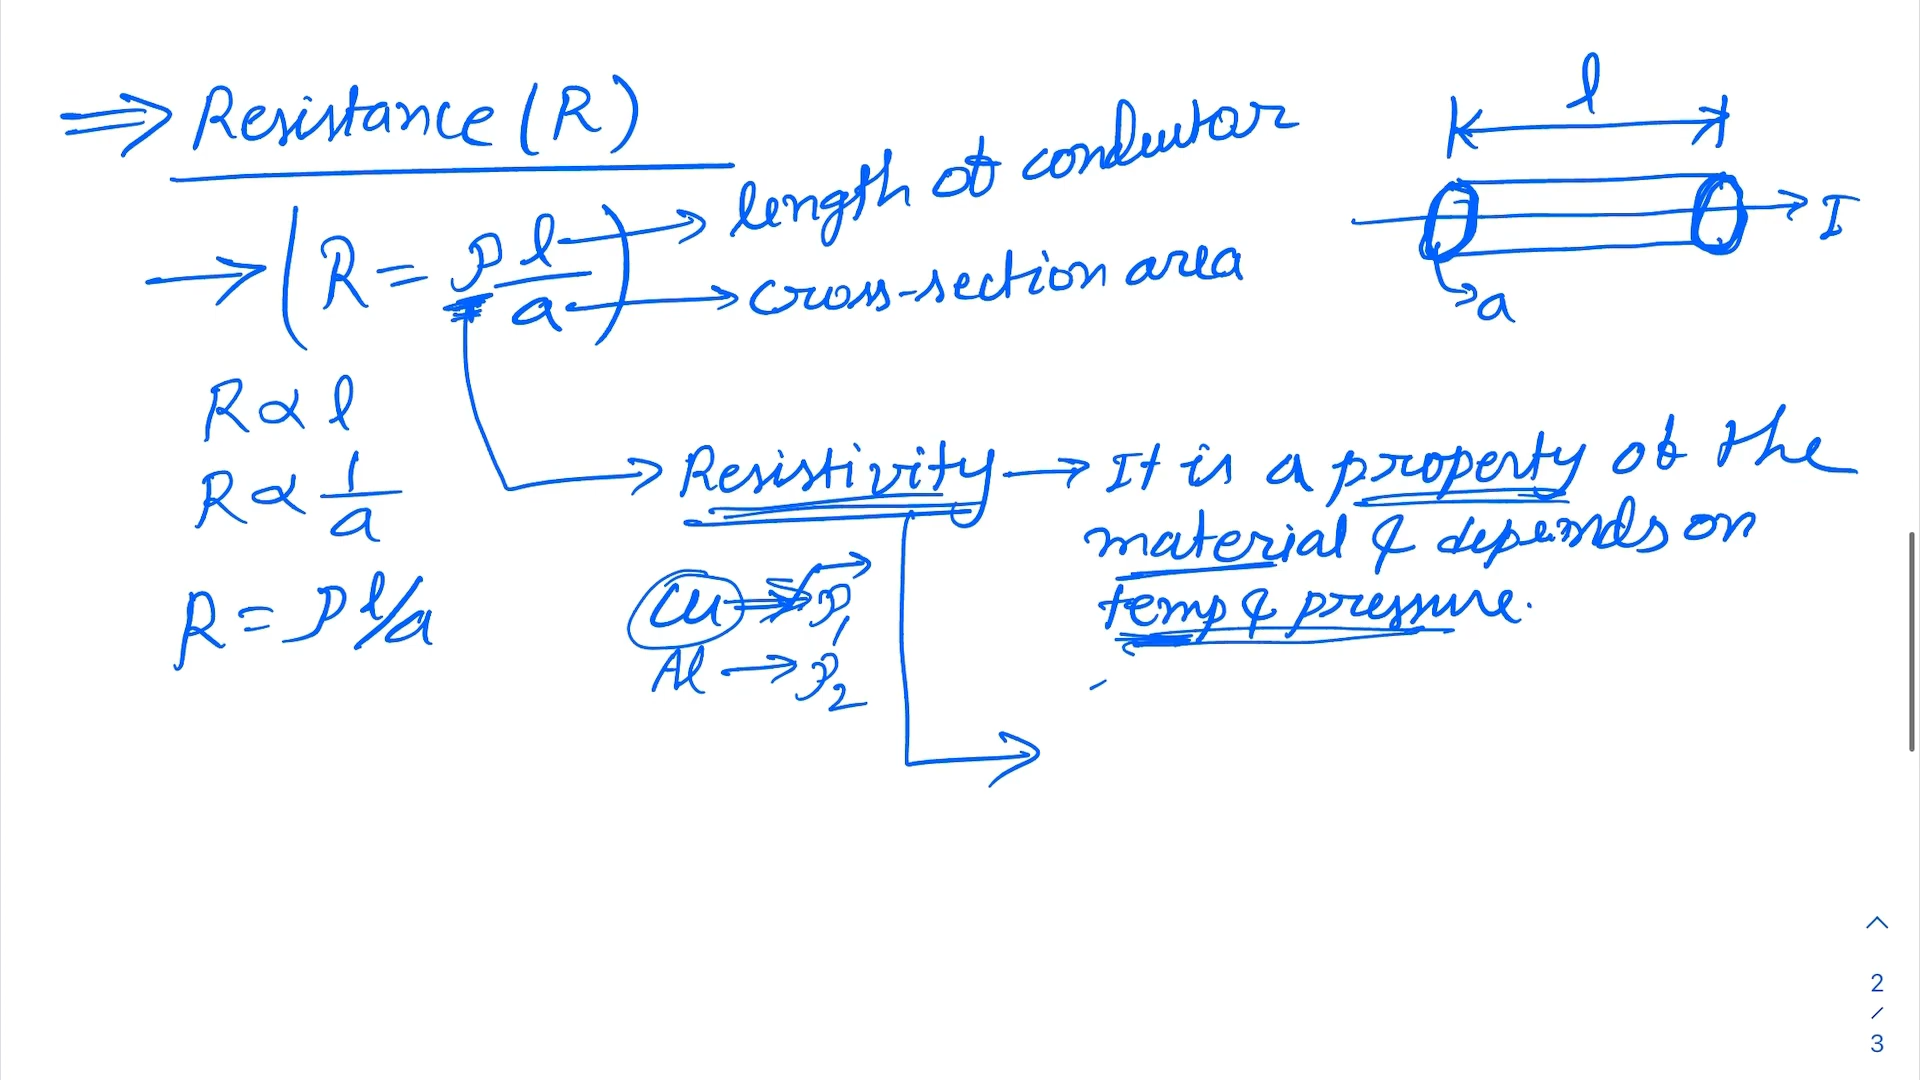 ⇒ Resistance (R)
l
→ (R = ρ l/a)
→ length of conductor
→ cross-section area
→ I
a
R ∝ l
R ∝ 1/a
R = ρ l/a
→ Resistivity → It is a property of the
material & depends on
temp & pressure.
Cu → ρ1
Al → ρ2
2
/
3